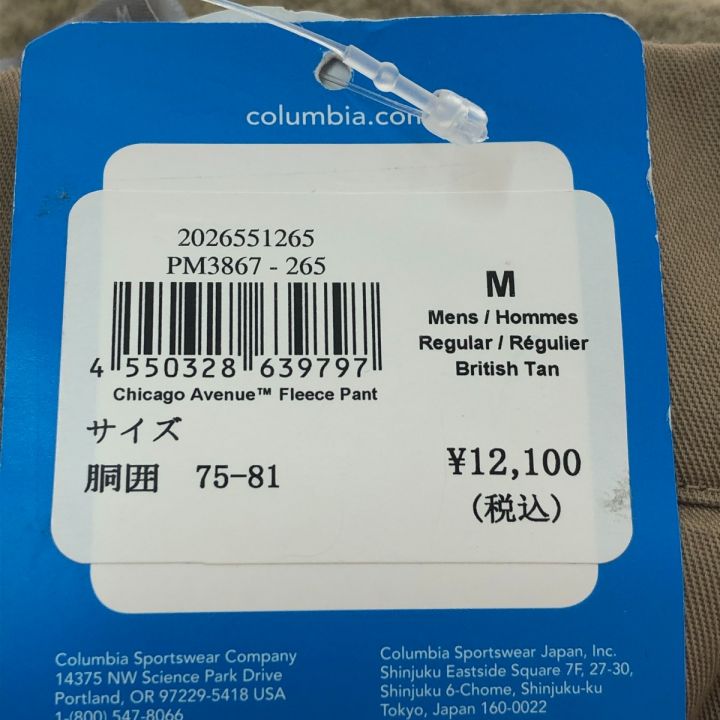 columbia.com
2026551265
PM3867 - 265
4 550328 639797
Chicago Avenue™ Fleece Pant
サイズ
胴囲 75-81
M
Mens / Hommes
Regular / Régulier
British Tan
¥12,100
(税込)
Columbia Sportswear Company
14375 NW Science Park Drive
Portland, OR 97229-5418 USA
1-(800) 547-8066
Columbia Sportswear Japan, Inc.
Shinjuku Eastside Square 7F, 27-30,
Shinjuku 6-Chome, Shinjuku-ku
Tokyo, Japan 160-0022